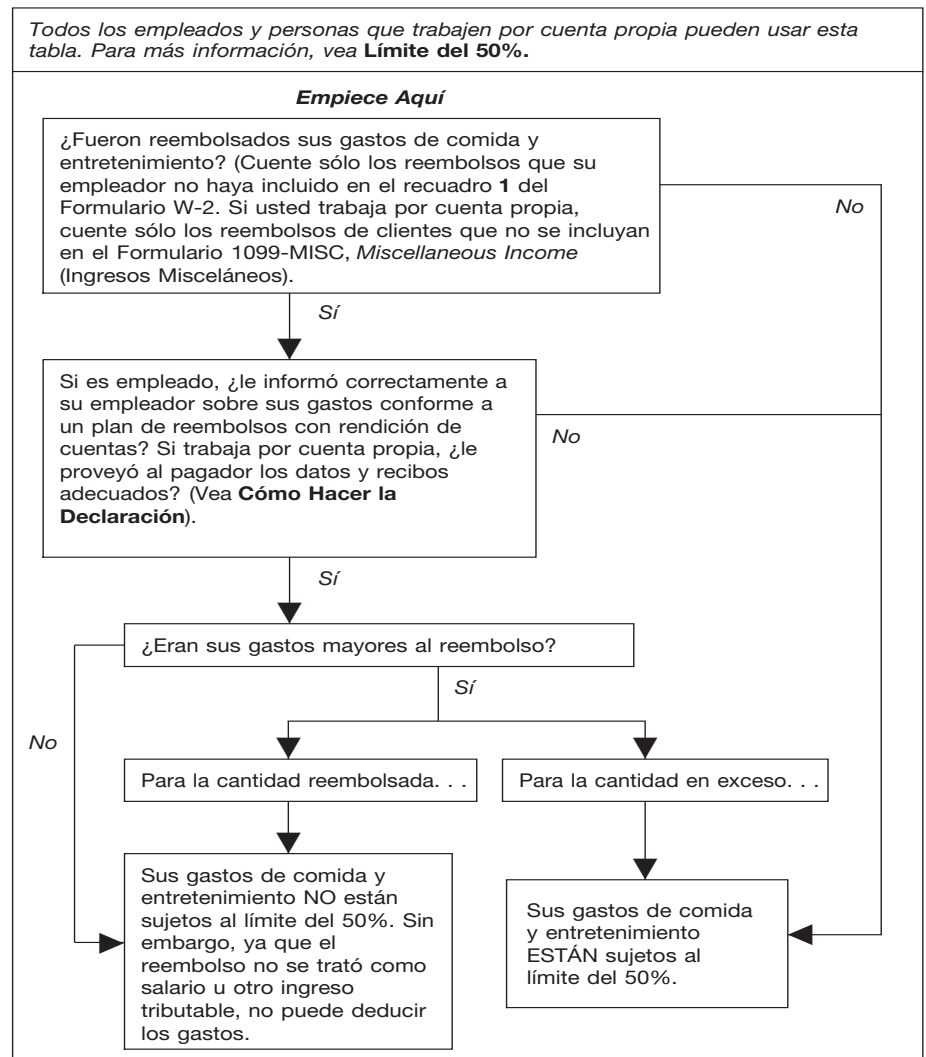 Todos los empleados y personas que trabajen por cuenta propia pueden usar esta
tabla. Para más información, vea Límite del 50%.
Empiece Aquí
¿Fueron reembolsados sus gastos de comida y
entretenimiento? (Cuente sólo los reembolsos que su
empleador no haya incluido en el recuadro 1 del
Formulario W-2. Si usted trabaja por cuenta propia,
cuente sólo los reembolsos de clientes que no se incluyan
en el Formulario 1099-MISC, Miscellaneous Income
(Ingresos Misceláneos).
No
Sí
Si es empleado, ¿le informó correctamente a
su empleador sobre sus gastos conforme a
un plan de reembolsos con rendición de
cuentas? Si trabaja por cuenta propia, ¿le
proveyó al pagador los datos y recibos
adecuados? (Vea Cómo Hacer la
Declaración).
No
Sí
¿Eran sus gastos mayores al reembolso?
Sí
No
Para la cantidad reembolsada. . .
Para la cantidad en exceso. . .
Sus gastos de comida y
entretenimiento NO están
sujetos al límite del 50%. Sin
embargo, ya que el
reembolso no se trató como
salario u otro ingreso
tributable, no puede deducir
los gastos.
Sus gastos de comida
y entretenimiento
ESTÁN sujetos al
límite del 50%.